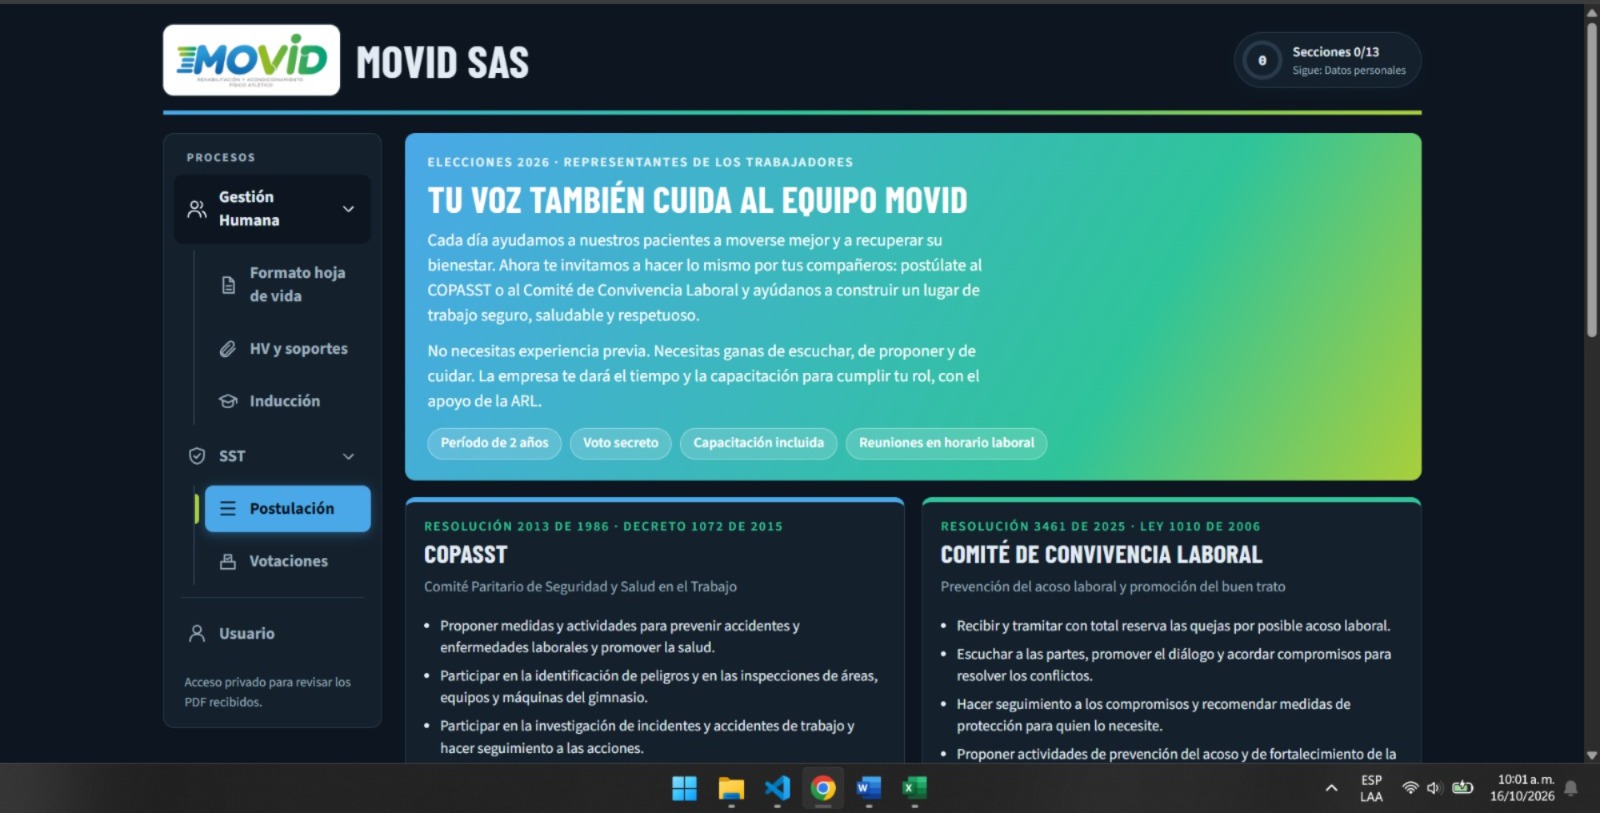 MOVID
REHABILITACIÓN Y ACONDICIONAMIENTO
FÍSICO ATLÉTICO
MOVID SAS
0
Secciones 0/13
Sigue: Datos personales
PROCESOS
Gestión
Humana
Formato hoja
de vida
HV y soportes
Inducción
SST
Postulación
Votaciones
Usuario
Acceso privado para revisar los
PDF recibidos.
ELECCIONES 2026 · REPRESENTANTES DE LOS TRABAJADORES
TU VOZ TAMBIÉN CUIDA AL EQUIPO MOVID
Cada día ayudamos a nuestros pacientes a moverse mejor y a recuperar su
bienestar. Ahora te invitamos a hacer lo mismo por tus compañeros: postúlate al
COPASST o al Comité de Convivencia Laboral y ayúdanos a construir un lugar de
trabajo seguro, saludable y respetuoso.
No necesitas experiencia previa. Necesitas ganas de escuchar, de proponer y de
cuidar. La empresa te dará el tiempo y la capacitación para cumplir tu rol, con el
apoyo de la ARL.
Período de 2 años
Voto secreto
Capacitación incluida
Reuniones en horario laboral
RESOLUCIÓN 2013 DE 1986 · DECRETO 1072 DE 2015
COPASST
Comité Paritario de Seguridad y Salud en el Trabajo
• Proponer medidas y actividades para prevenir accidentes y
enfermedades laborales y promover la salud.
• Participar en la identificación de peligros y en las inspecciones de áreas,
equipos y máquinas del gimnasio.
• Participar en la investigación de incidentes y accidentes de trabajo y
hacer seguimiento a las acciones.
RESOLUCIÓN 3461 DE 2025 · LEY 1010 DE 2006
COMITÉ DE CONVIVENCIA LABORAL
Prevención del acoso laboral y promoción del buen trato
• Recibir y tramitar con total reserva las quejas por posible acoso laboral.
• Escuchar a las partes, promover el diálogo y acordar compromisos para
resolver los conflictos.
• Hacer seguimiento a los compromisos y recomendar medidas de
protección para quien lo necesite.
• Proponer actividades de prevención del acoso y de fortalecimiento de la
W
X
ESP
LAA
10:01 a. m.
16/10/2026